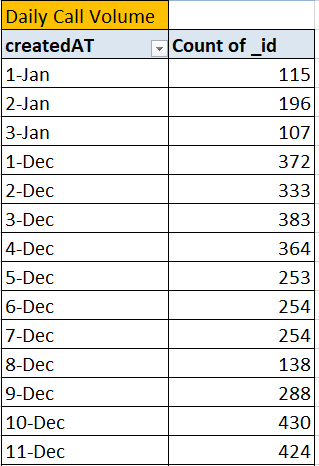 Daily Call Volume
createdAT Count of _id
1-Jan 115
2-Jan 196
3-Jan 107
1-Dec 372
2-Dec 333
3-Dec 383
4-Dec 364
5-Dec 253
6-Dec 254
7-Dec 254
8-Dec 138
9-Dec 288
10-Dec 430
11-Dec 424